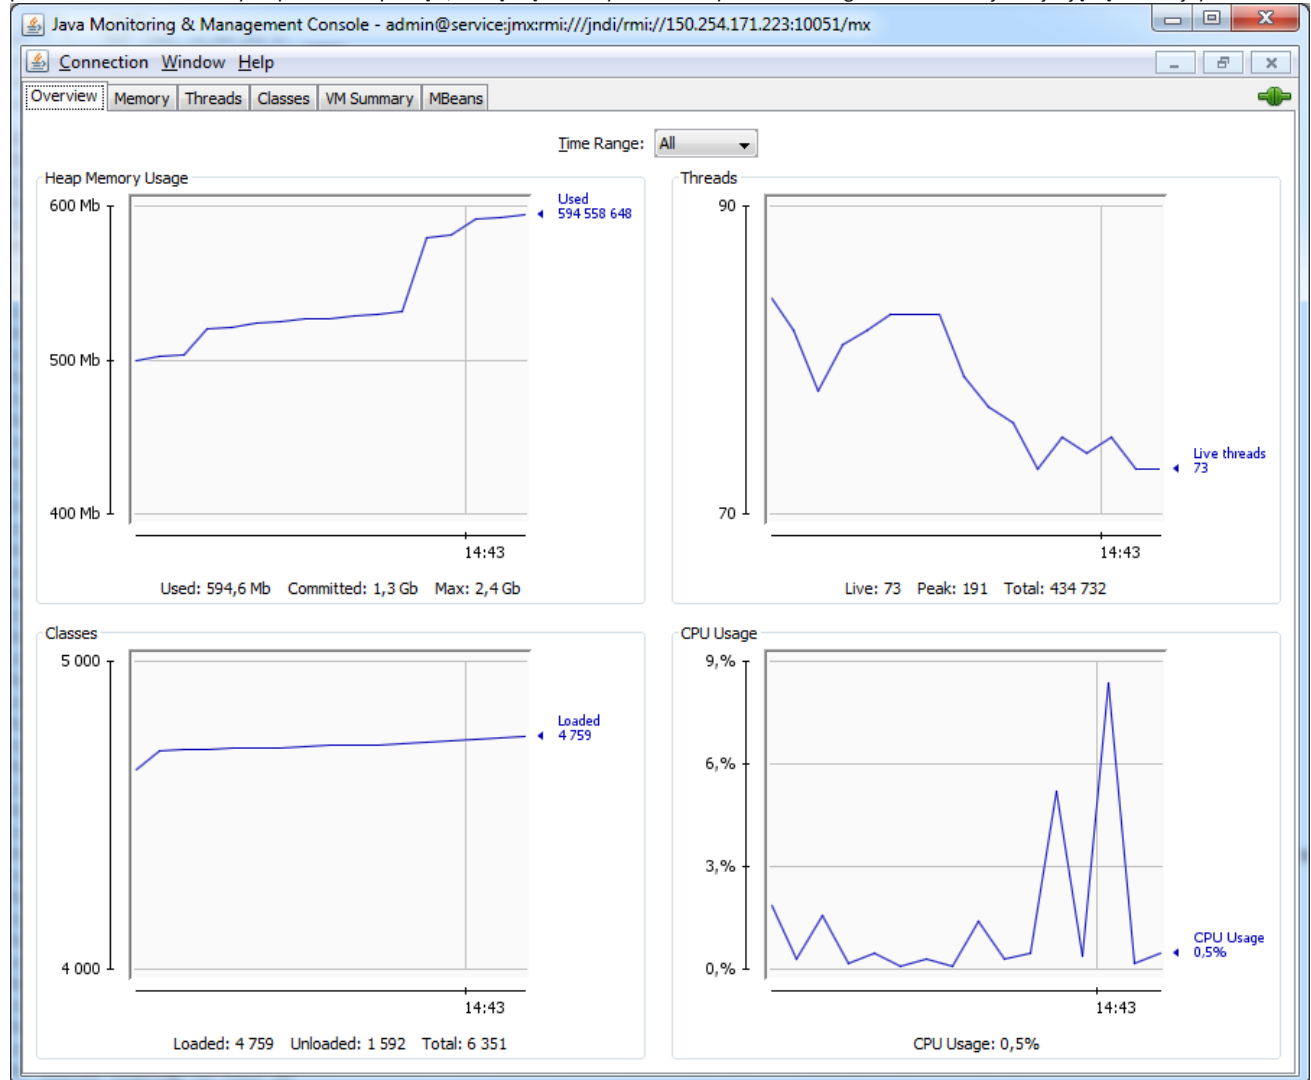 Java Monitoring & Management Console - admin@service:jmx:rmi:///jndi/rmi://150.254.171.223:10051/mx
Connection Window Help
Overview Memory Threads Classes VM Summary MBeans
Time Range: All
Heap Memory Usage
600 Mb
500 Mb
400 Mb
Used
594 558 648
14:43
Used: 594,6 Mb Committed: 1,3 Gb Max: 2,4 Gb
Threads
90
70
Live threads
73
14:43
Live: 73 Peak: 191 Total: 434 732
Classes
5 000
4 000
Loaded
4 759
14:43
Loaded: 4 759 Unloaded: 1 592 Total: 6 351
CPU Usage
9,%
6,%
3,%
0,%
CPU Usage
0,5%
14:43
CPU Usage: 0,5%